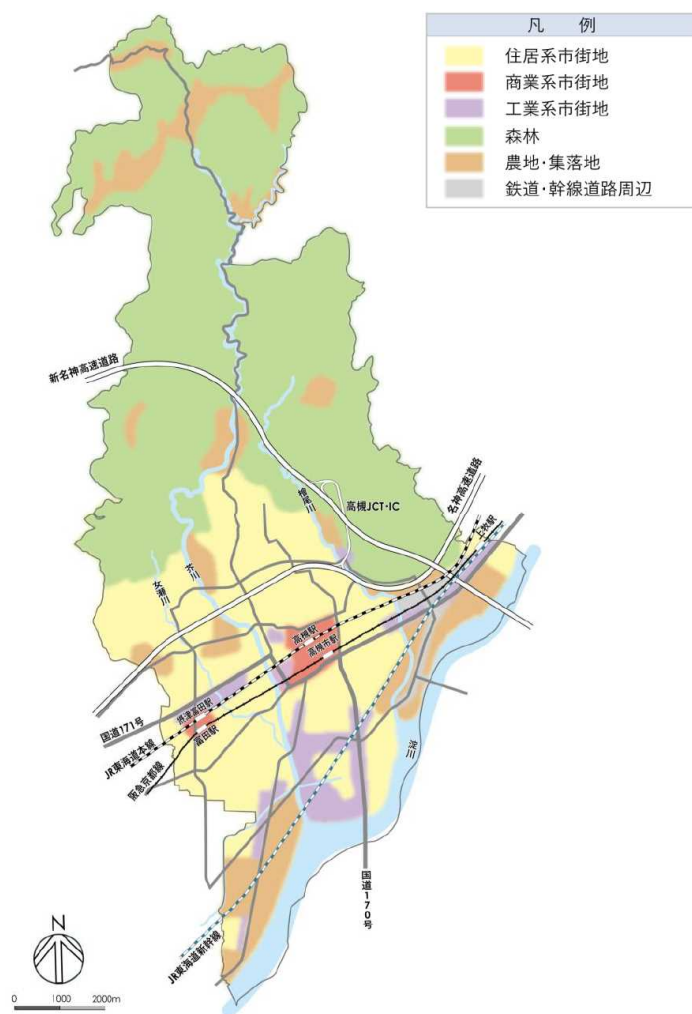 凡 例
住居系市街地
商業系市街地
工業系市街地
森林
農地・集落地
鉄道・幹線道路周辺
新名神高速道路
名神高速道路
檜尾川
高槻JCT・IC
上牧駅
女瀬川
芥川
高槻駅
高槻市駅
摂津富田駅
富田駅
国道171号
JR東海道本線
阪急京都線
国道170号
JR東海道新幹線
N
0 1000 2000m